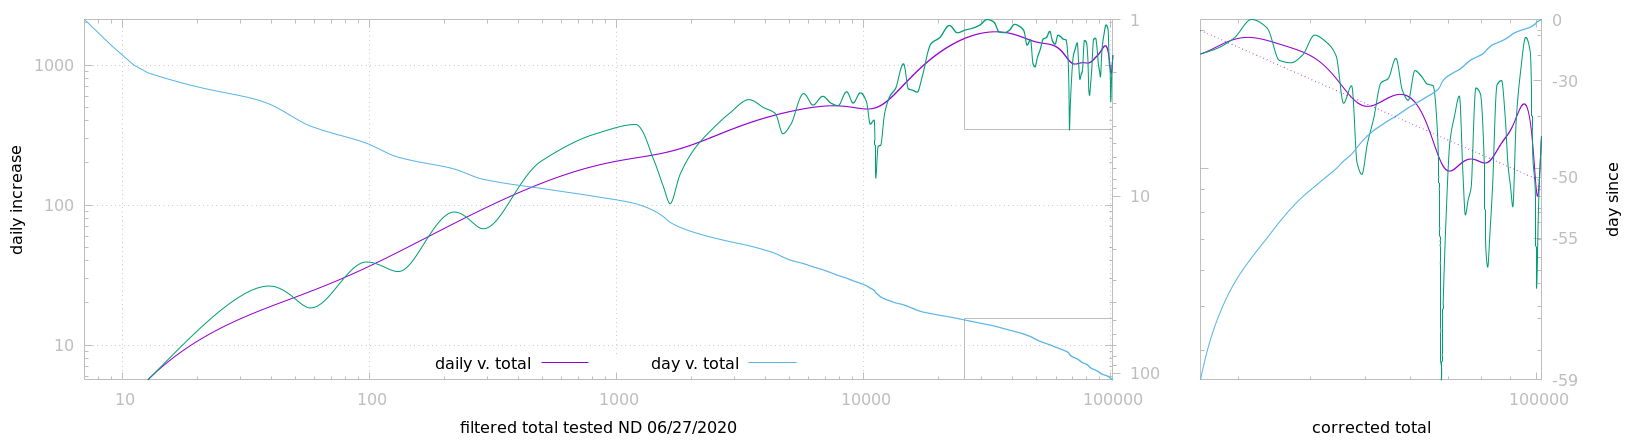 1000
100
10
daily increase
daily v. total
day v. total
10
100
1000
10000
100000
filtered total tested ND 06/27/2020
1
10
100
0
-30
-50
-55
-59
day since
100000
corrected total